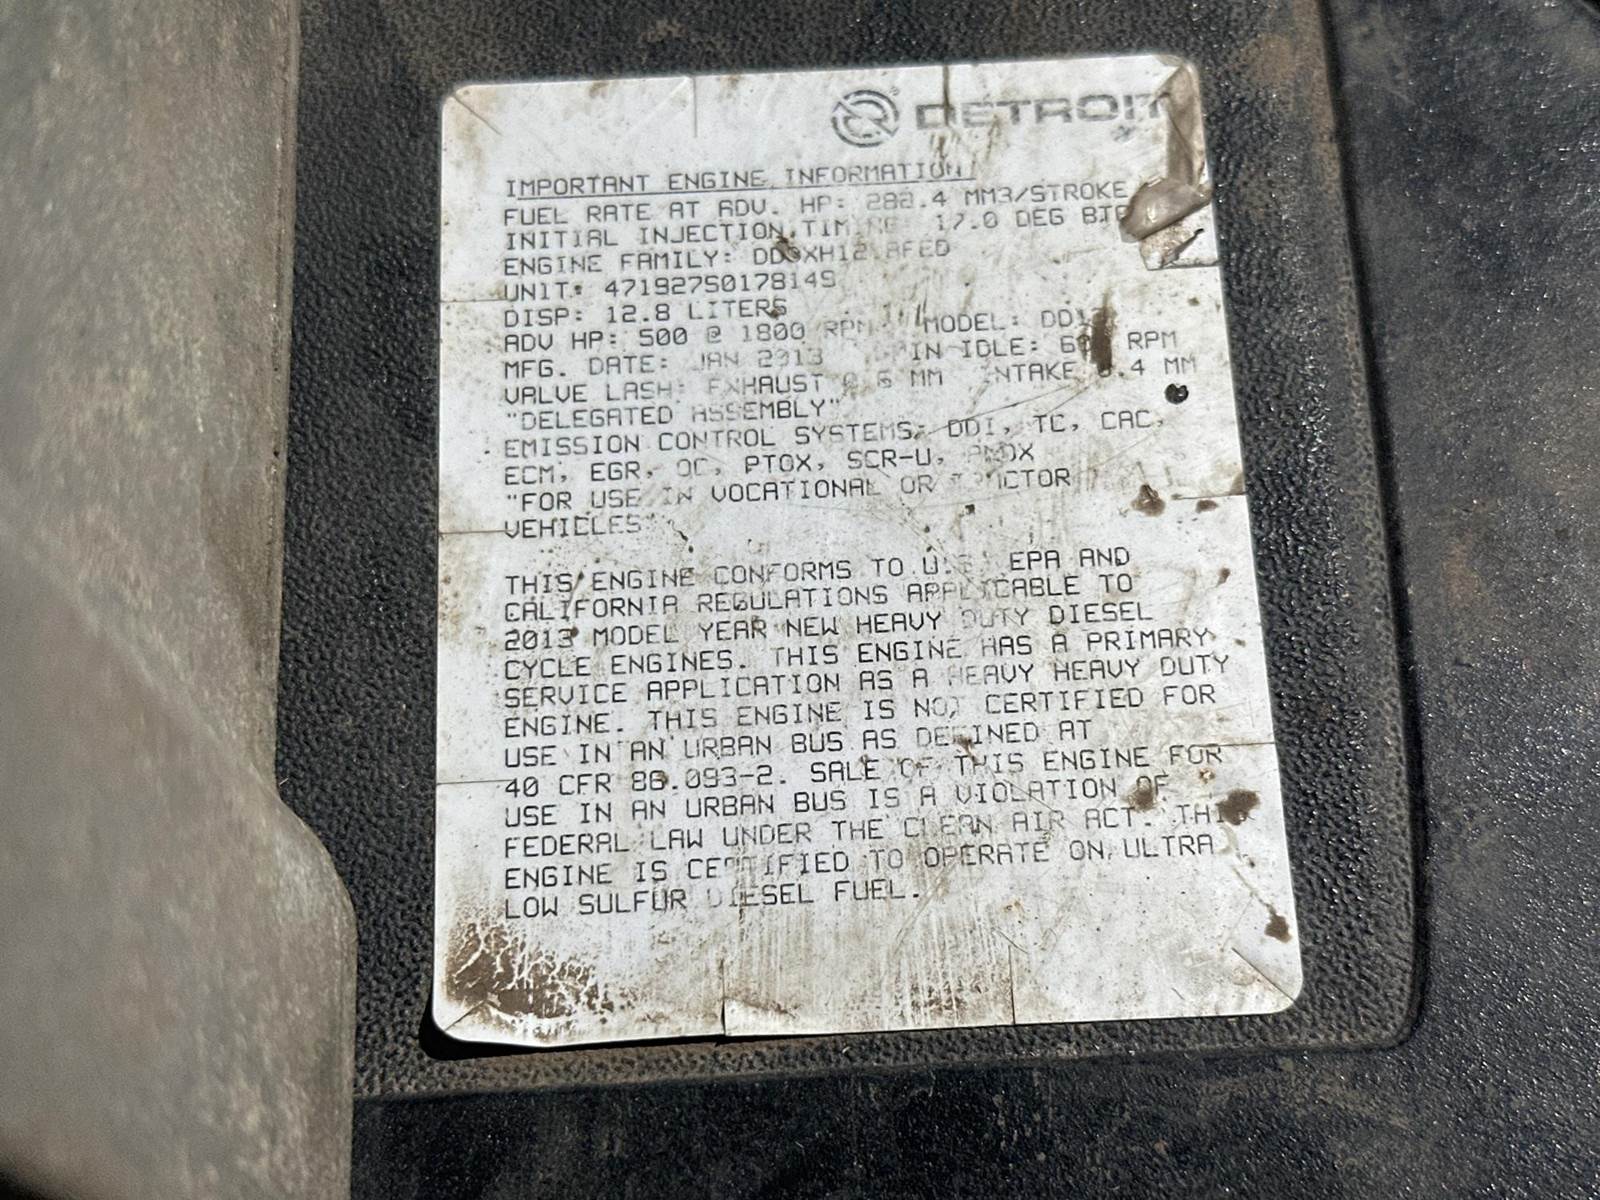 DETROIT
IMPORTANT ENGINE INFORMATION
FUEL RATE AT ADV. HP: 282.4 MM3/STROKE
INITIAL INJECTION TIMING: 17.0 DEG
ENGINE FAMILY:
UNIT: 471927S0178149
DISP: 12.8 LITERS
ADV HP: 500 @ 1800 RPM MODEL:
MFG. DATE: JAN 2013 IDLE: RPM
VALVE LASH: EXHAUST MM INTAKE MM
"DELEGATED ASSEMBLY"
EMISSION CONTROL SYSTEMS: DDI, TC, CAC,
ECM, EGR, OC, PTOX, SCR-U,
"FOR USE IN VOCATIONAL OR TRACTOR
VEHICLES"
THIS ENGINE CONFORMS TO U.S. EPA AND
CALIFORNIA REGULATIONS APPLICABLE TO
2013 MODEL YEAR NEW HEAVY DUTY DIESEL
CYCLE ENGINES. THIS ENGINE HAS A PRIMARY
SERVICE APPLICATION AS A HEAVY HEAVY DUTY
ENGINE. THIS ENGINE IS NOT CERTIFIED FOR
USE IN AN URBAN BUS AS DEFINED AT
40 CFR 86.093-2. SALE OF THIS ENGINE FOR
USE IN AN URBAN BUS IS A VIOLATION OF
FEDERAL LAW UNDER THE CLEAN AIR ACT. THIS
ENGINE IS CERTIFIED TO OPERATE ON ULTRA
LOW SULFUR DIESEL FUEL.